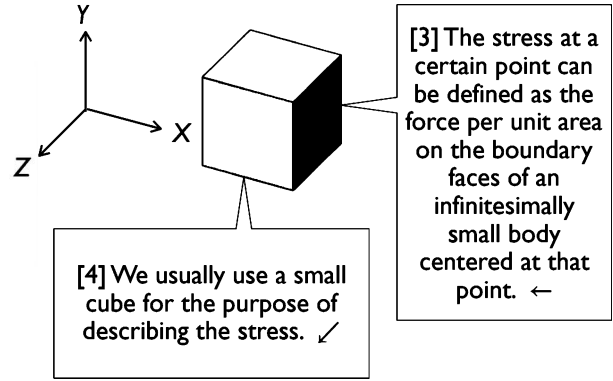 Y
X
Z
[3] The stress at a
certain point can
be defined as the
force per unit area
on the boundary
faces of an
infinitesimally
small body
centered at that
point. ←
[4] We usually use a small
cube for the purpose of
describing the stress. ↙